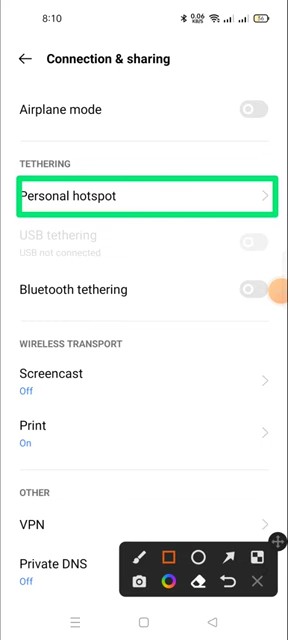 8:10
0.06
KB/S
36
Connection & sharing
Airplane mode
TETHERING
Personal hotspot
USB tethering
USB not connected
Bluetooth tethering
WIRELESS TRANSPORT
Screencast
Off
Print
On
OTHER
VPN
Private DNS
Off